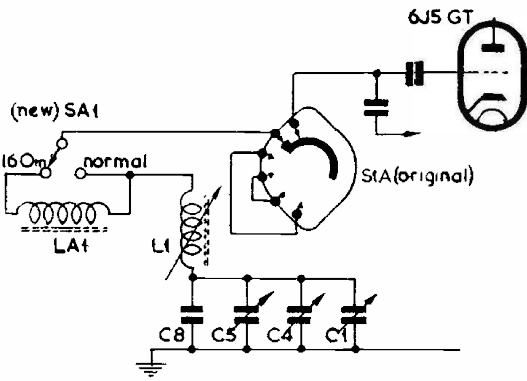 6J5 GT
(new) SA1
160m
normal
S1A (original)
LA1
L1
C8
C5
C4
C1